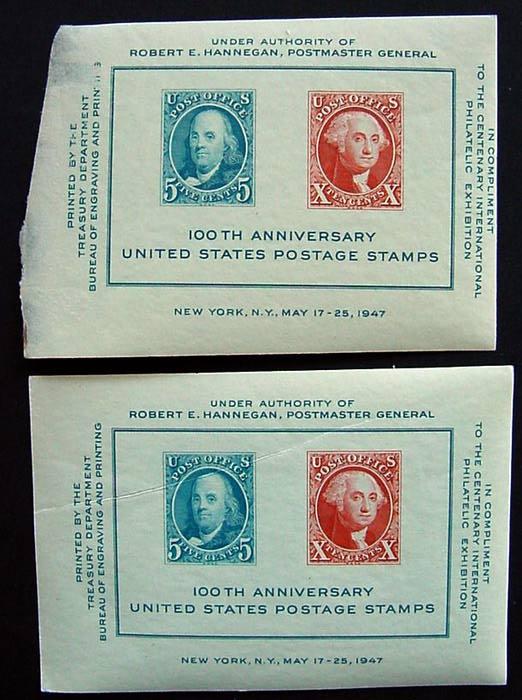 UNDER AUTHORITY OF
ROBERT E. HANNEGAN, POSTMASTER GENERAL
PRINTED BY THE
TREASURY DEPARTMENT
BUREAU OF ENGRAVING AND PRINTING
U S
POST OFFICE
5 FIVE CENTS 5
U S
POST OFFICE
X TEN CENTS X
IN COMPLIMENT
TO THE CENTENARY INTERNATIONAL
PHILATELIC EXHIBITION
100TH ANNIVERSARY
UNITED STATES POSTAGE STAMPS
NEW YORK, N.Y., MAY 17-25, 1947
UNDER AUTHORITY OF
ROBERT E. HANNEGAN, POSTMASTER GENERAL
PRINTED BY THE
TREASURY DEPARTMENT
BUREAU OF ENGRAVING AND PRINTING
U S
POST OFFICE
5 FIVE CENTS 5
U S
POST OFFICE
X TEN CENTS X
IN COMPLIMENT
TO THE CENTENARY INTERNATIONAL
PHILATELIC EXHIBITION
100TH ANNIVERSARY
UNITED STATES POSTAGE STAMPS
NEW YORK, N.Y., MAY 17-25, 1947